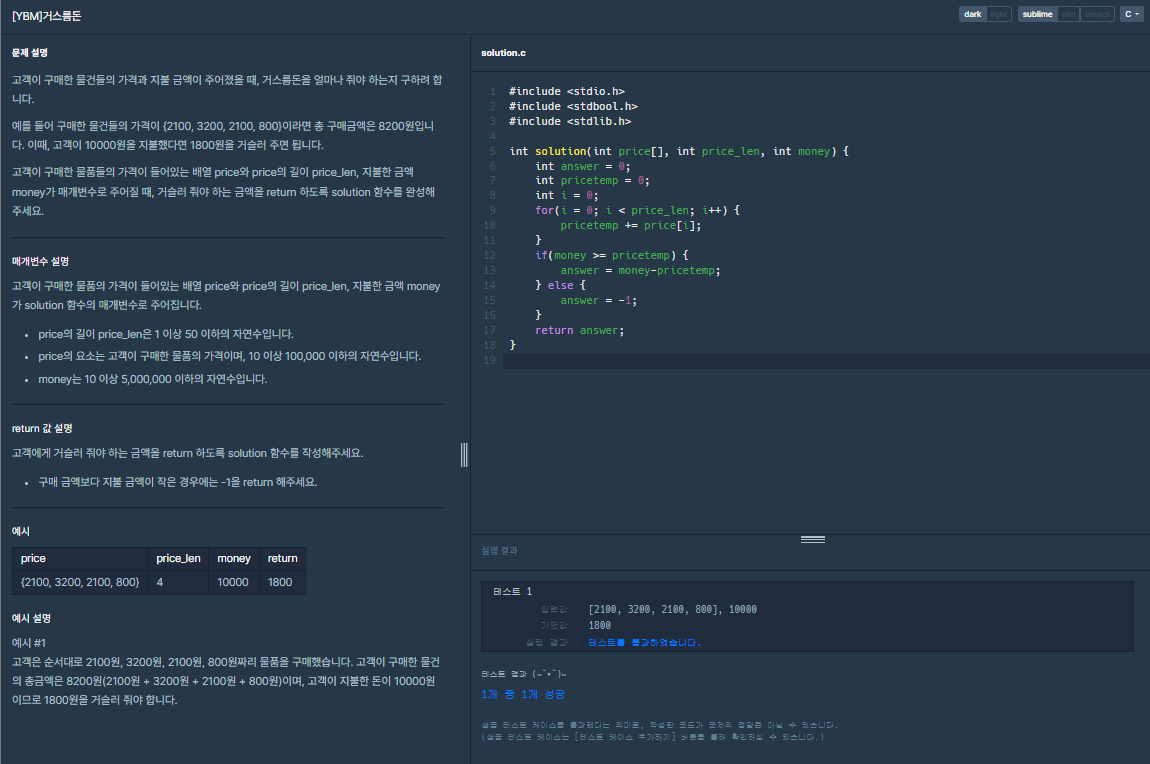 [YBM]거스름돈
dark light sublime vim emacs C
문제 설명
고객이 구매한 물건들의 가격과 지불 금액이 주어졌을 때, 거스름돈을 얼마나 줘야 하는지 구하려 합
니다.
예를 들어 구매한 물건들의 가격이 {2100, 3200, 2100, 800}이라면 총 구매금액은 8200원입니
다. 이때, 고객이 10000원을 지불했다면 1800원을 거슬러 주면 됩니다.
고객이 구매한 물품들의 가격이 들어있는 배열 price와 price의 길이 price_len, 지불한 금액
money가 매개변수로 주어질 때, 거슬러 줘야 하는 금액을 return 하도록 solution 함수를 완성해
주세요.
매개변수 설명
고객이 구매한 물품의 가격이 들어있는 배열 price와 price의 길이 price_len, 지불한 금액 money
가 solution 함수의 매개변수로 주어집니다.
• price의 길이 price_len은 1 이상 50 이하의 자연수입니다.
• price의 요소는 고객이 구매한 물품의 가격이며, 10 이상 100,000 이하의 자연수입니다.
• money는 10 이상 5,000,000 이하의 자연수입니다.
return 값 설명
고객에게 거슬러 줘야 하는 금액을 return 하도록 solution 함수를 작성해주세요.
• 구매 금액보다 지불 금액이 작은 경우에는 -1을 return 해주세요.
예시
price price_len money return
{2100, 3200, 2100, 800} 4 10000 1800
예시 설명
예시 #1
고객은 순서대로 2100원, 3200원, 2100원, 800원짜리 물품을 구매했습니다. 고객이 구매한 물건
의 총금액은 8200원(2100원 + 3200원 + 2100원 + 800원)이며, 고객이 지불한 돈이 10000원
이므로 1800원을 거슬러 줘야 합니다.
solution.c
1 #include <stdio.h>
2 #include <stdbool.h>
3 #include <stdlib.h>
4
5 int solution(int price[], int price_len, int money) {
6 int answer = 0;
7 int pricetemp = 0;
8 int i = 0;
9 for(i = 0; i < price_len; i++) {
10 pricetemp += price[i];
11 }
12 if(money >= pricetemp) {
13 answer = money-pricetemp;
14 } else {
15 answer = -1;
16 }
17 return answer;
18 }
19
실행 결과
테스트 1
입력값 : [2100, 3200, 2100, 800], 10000
기댓값 : 1800
실행 결과 : 테스트를 통과하였습니다.
테스트 결과 (~˘▾˘)~
1개 중 1개 성공
샘플 테스트 케이스를 통과했다는 의미로, 작성한 코드가 문제의 정답은 아닐 수 있습니다.
(샘플 테스트 케이스는 [테스트 케이스 추가하기] 버튼을 통해 확인하실 수 있습니다.)